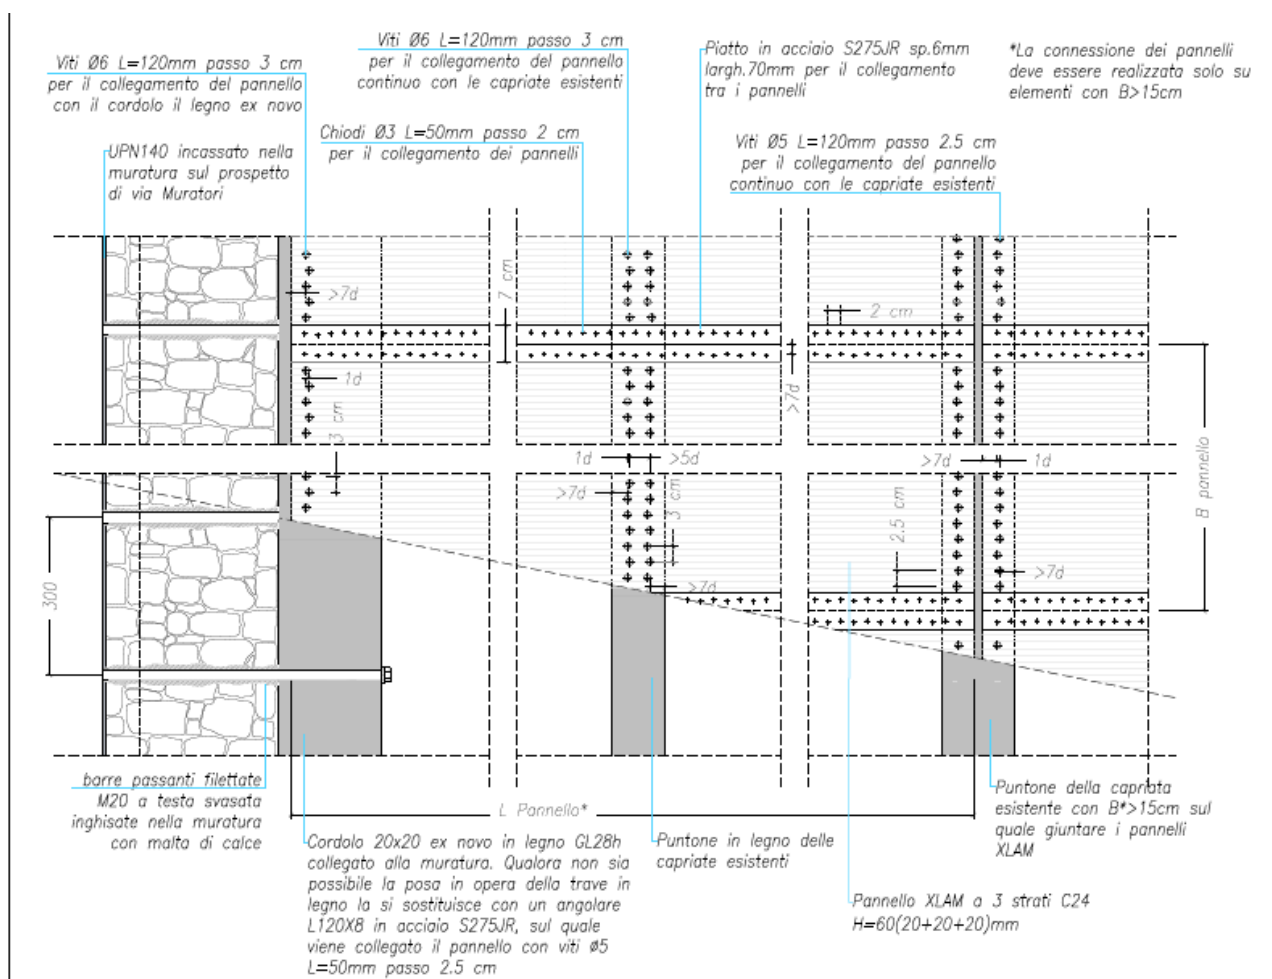 Viti Ø6 L=120mm passo 3 cm
per il collegamento del pannello
con il cordolo il legno ex novo
Viti Ø6 L=120mm passo 3 cm
per il collegamento del pannello
continuo con le capriate esistenti
Piatto in acciaio S275JR sp.6mm
largh.70mm per il collegamento
tra i pannelli
*La connessione dei pannelli
deve essere realizzata solo su
elementi con B>15cm
UPN140 incassato nella
muratura sul prospetto
di via Muratori
Chiodi Ø3 L=50mm passo 2 cm
per il collegamento dei pannelli
Viti Ø5 L=120mm passo 2.5 cm
per il collegamento del pannello
continuo con le capriate esistenti
>7d
7 cm
2 cm
1d
>7d
3 cm
1d
>5d
>7d
1d
>7d
3 cm
2.5 cm
B pannello
>7d
>7d
300
L Pannello*
barre passanti filettate
M20 a testa svasata
inghisate nella muratura
con malta di calce
Cordolo 20x20 ex novo in legno GL28h
collegato alla muratura. Qualora non sia
possibile la posa in opera della trave in
legno la si sostituisce con un angolare
L120X8 in acciaio S275JR, sul quale
viene collegato il pannello con viti ø5
L=50mm passo 2.5 cm
Puntone in legno delle
capriate esistenti
Puntone della capriata
esistente con B*>15cm sul
quale giuntare i pannelli
XLAM
Pannello XLAM a 3 strati C24
H=60(20+20+20)mm